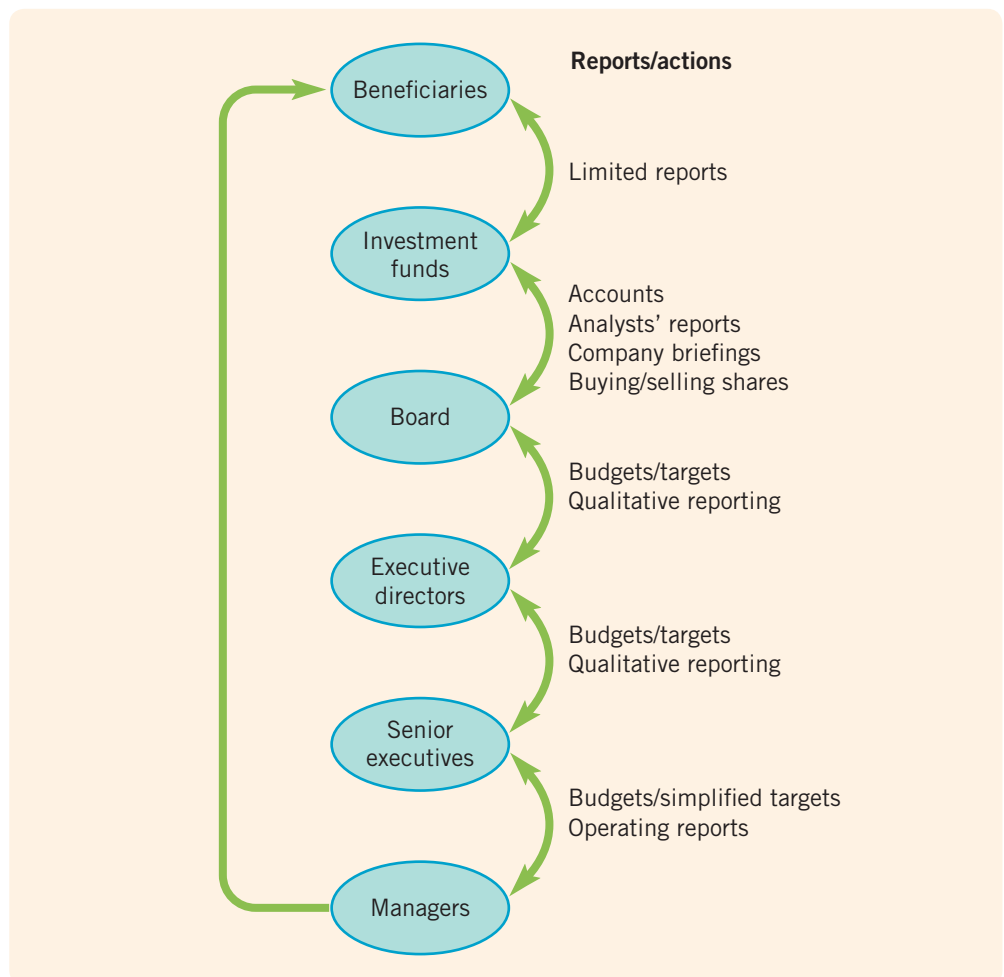 Reports/actions
Beneficiaries
Limited reports
Investment
funds
Accounts
Analysts’ reports
Company briefings
Buying/selling shares
Board
Budgets/targets
Qualitative reporting
Executive
directors
Budgets/targets
Qualitative reporting
Senior
executives
Budgets/simplified targets
Operating reports
Managers